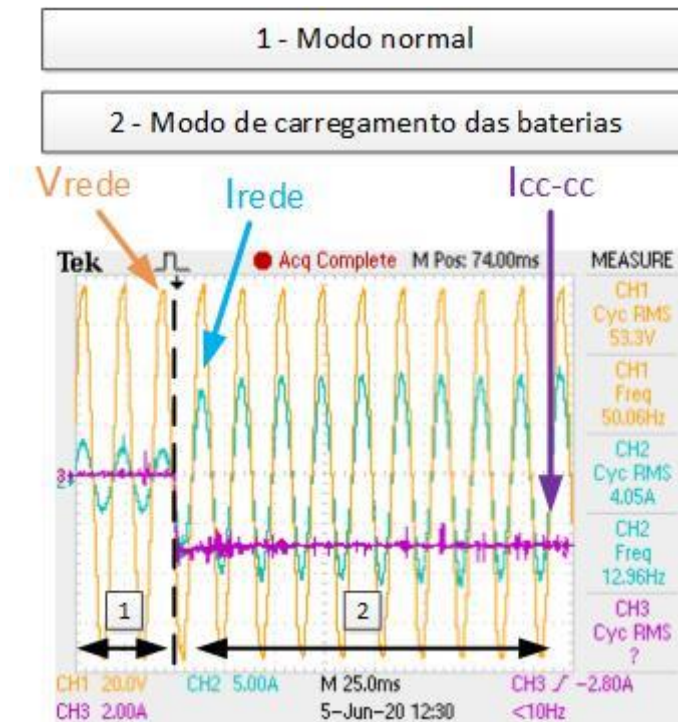 1 - Modo normal
2 - Modo de carregamento das baterias
Vrede
Irede
Icc-cc
Tek
Acq Complete
M Pos: 74.00ms
MEASURE
CH1
Cyc RMS
53.3V
CH1
Freq
50.06Hz
CH2
Cyc RMS
4.05A
CH2
Freq
12.96Hz
CH3
Cyc RMS
?
1
2
CH1 20.0V
CH2 5.00A
M 25.0ms
CH3 ∫ -2.80A
CH3 2.00A
5-Jun-20 12:30
<10Hz